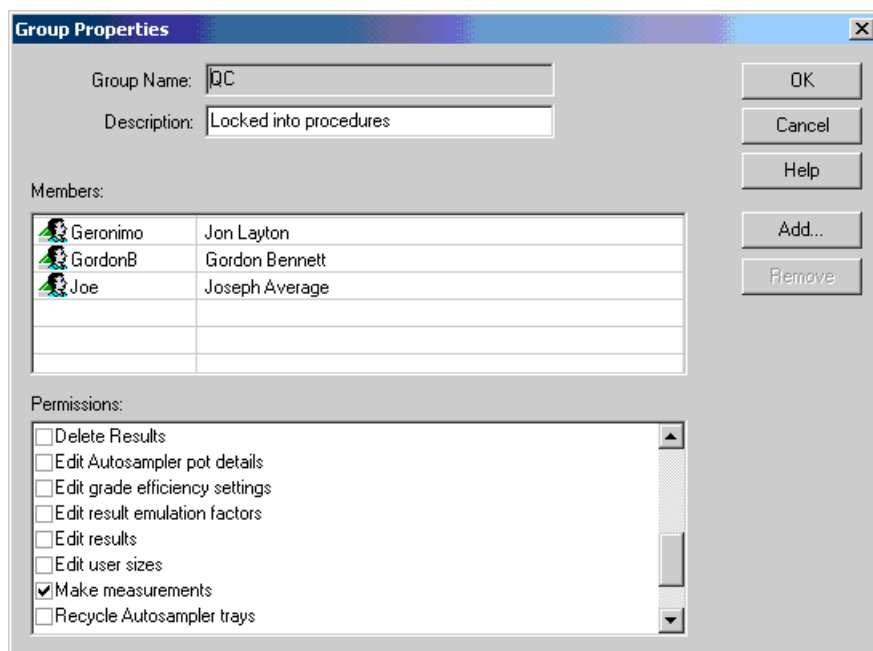 Group Properties
Group Name: QC
OK
Description: Locked into procedures
Cancel
Help
Members:
Geronimo Jon Layton
Add...
GordonB Gordon Bennett
Remove
Joe Joseph Average
Permissions:
Delete Results
Edit Autosampler pot details
Edit grade efficiency settings
Edit result emulation factors
Edit results
Edit user sizes
Make measurements
Recycle Autosampler trays